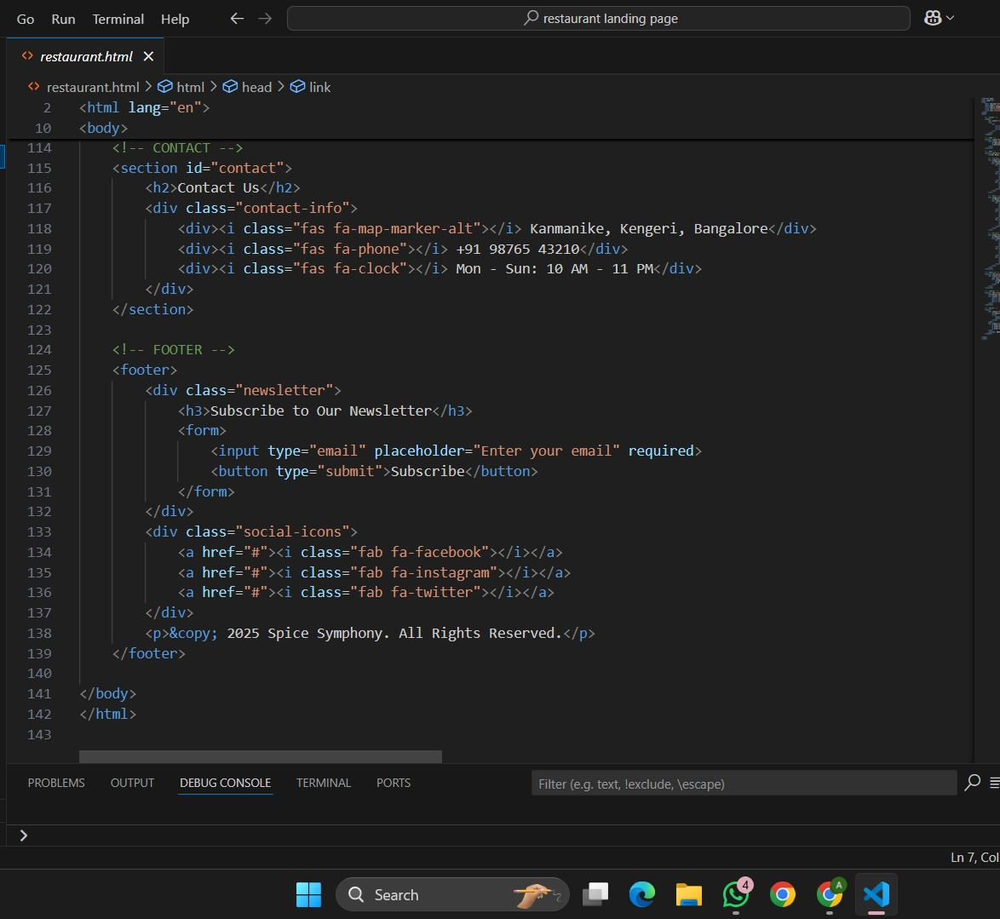 Go Run Terminal Help restaurant landing page
restaurant.html
restaurant.html > html > head > link
2 <html lang="en">
10 <body>
114 <!-- CONTACT -->
115 <section id="contact">
116 <h2>Contact Us</h2>
117 <div class="contact-info">
118 <div><i class="fas fa-map-marker-alt"></i> Kanmanike, Kengeri, Bangalore</div>
119 <div><i class="fas fa-phone"></i> +91 98765 43210</div>
120 <div><i class="fas fa-clock"></i> Mon - Sun: 10 AM - 11 PM</div>
121 </div>
122 </section>
123
124 <!-- FOOTER -->
125 <footer>
126 <div class="newsletter">
127 <h3>Subscribe to Our Newsletter</h3>
128 <form>
129 <input type="email" placeholder="Enter your email" required>
130 <button type="submit">Subscribe</button>
131 </form>
132 </div>
133 <div class="social-icons">
134 <a href="#"><i class="fab fa-facebook"></i></a>
135 <a href="#"><i class="fab fa-instagram"></i></a>
136 <a href="#"><i class="fab fa-twitter"></i></a>
137 </div>
138 <p>&copy; 2025 Spice Symphony. All Rights Reserved.</p>
139 </footer>
140
141 </body>
142 </html>
143
PROBLEMS OUTPUT DEBUG CONSOLE TERMINAL PORTS Filter (e.g. text, !exclude, \escape)
Ln 7, Col
Search 4 A